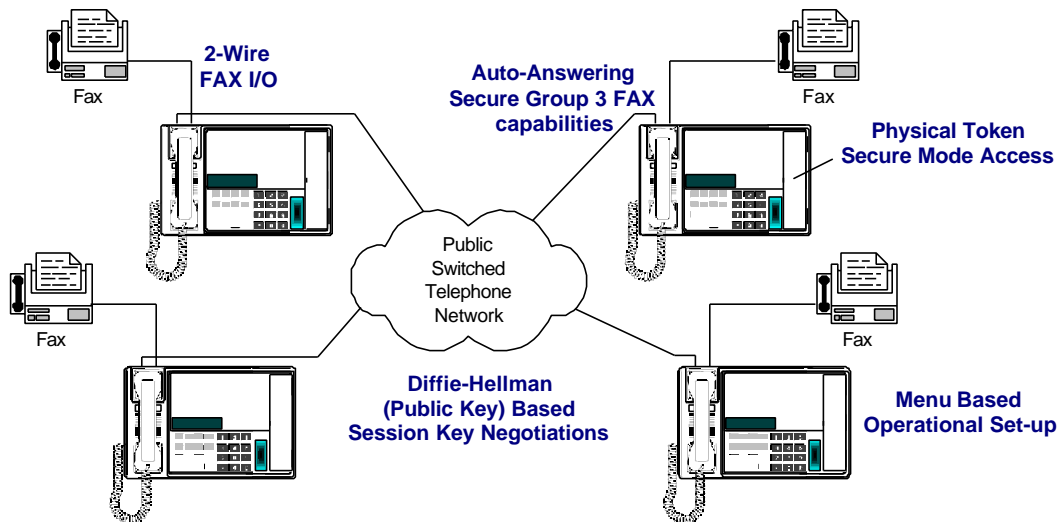 2-Wire
FAX I/O
Fax
Auto-Answering
Secure Group 3 FAX
capabilities
Fax
Physical Token
Secure Mode Access
Public
Switched
Telephone
Network
Fax
Fax
Diffie-Hellman
(Public Key) Based
Session Key Negotiations
Menu Based
Operational Set-up